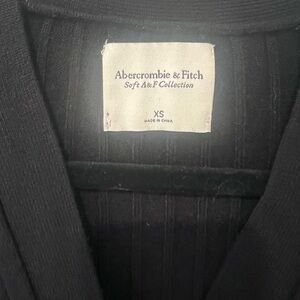 Abercrombie & Fitch
Soft A&F Collection
XS
MADE IN CHINA